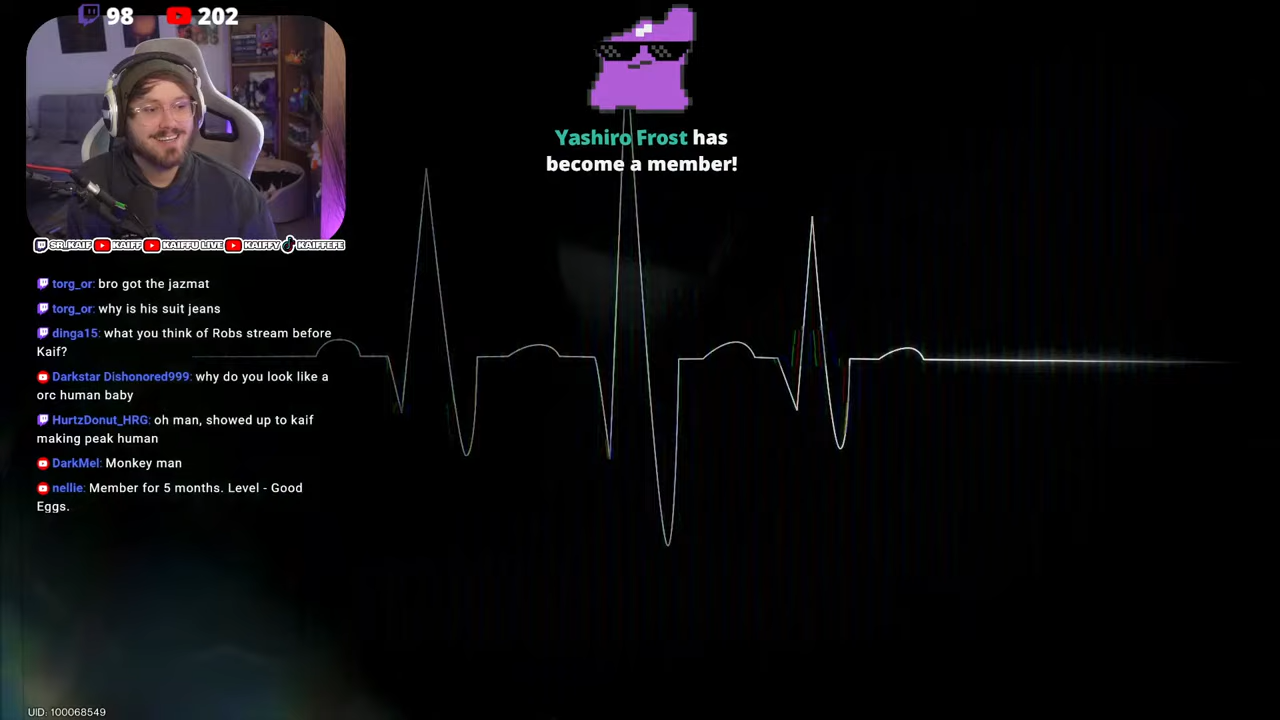 98
202
Yashiro Frost has
become a member!
SR_KAIF KAIFF KAIFFU LIVE KAIFFY KAIFFEFE
torg_or: bro got the jazmat
torg_or: why is his suit jeans
dinga15: what you think of Robs stream before
Kaif?
Darkstar Dishonored999: why do you look like a
orc human baby
HurtzDonut_HRG: oh man, showed up to kaif
making peak human
DarkMel: Monkey man
nellie: Member for 5 months. Level - Good
Eggs.
UID: 100068549